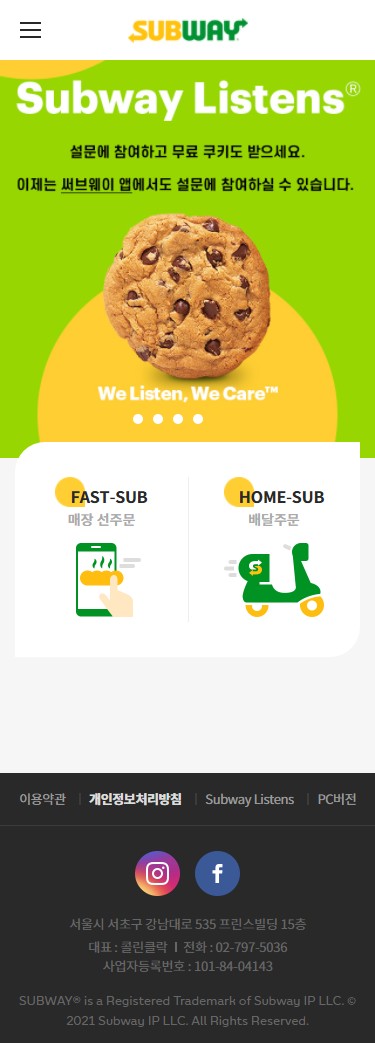 SUBWAY
Subway Listens®
설문에 참여하고 무료 쿠키도 받으세요.
이제는 써브웨이 앱에서도 설문에 참여하실 수 있습니다.
We Listen, We Care™
FAST-SUB
매장 선주문
HOME-SUB
배달주문
이용약관 | 개인정보처리방침 | Subway Listens | PC버전
서울시 서초구 강남대로 535 프린스빌딩 15층
대표 : 콜린클락 I 전화 : 02-797-5036
사업자등록번호 : 101-84-04143
SUBWAY® is a Registered Trademark of Subway IP LLC. ©
2021 Subway IP LLC. All Rights Reserved.